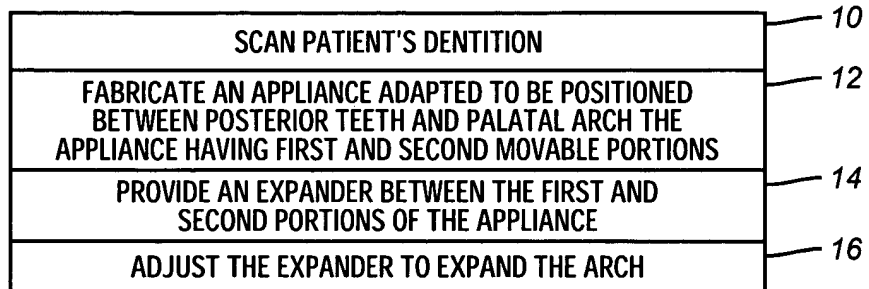 SCAN PATIENT'S DENTITION
10
FABRICATE AN APPLIANCE ADAPTED TO BE POSITIONED
BETWEEN POSTERIOR TEETH AND PALATAL ARCH THE
APPLIANCE HAVING FIRST AND SECOND MOVABLE PORTIONS
12
PROVIDE AN EXPANDER BETWEEN THE FIRST AND
SECOND PORTIONS OF THE APPLIANCE
14
ADJUST THE EXPANDER TO EXPAND THE ARCH
16